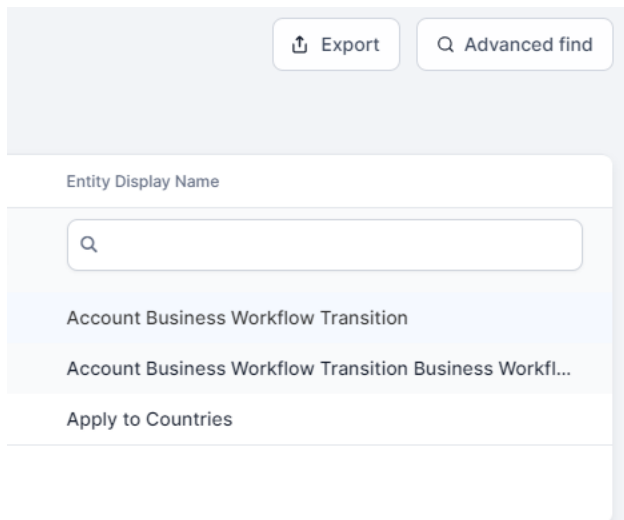 Export
Advanced find
Entity Display Name
Account Business Workflow Transition
Account Business Workflow Transition Business Workfl...
Apply to Countries